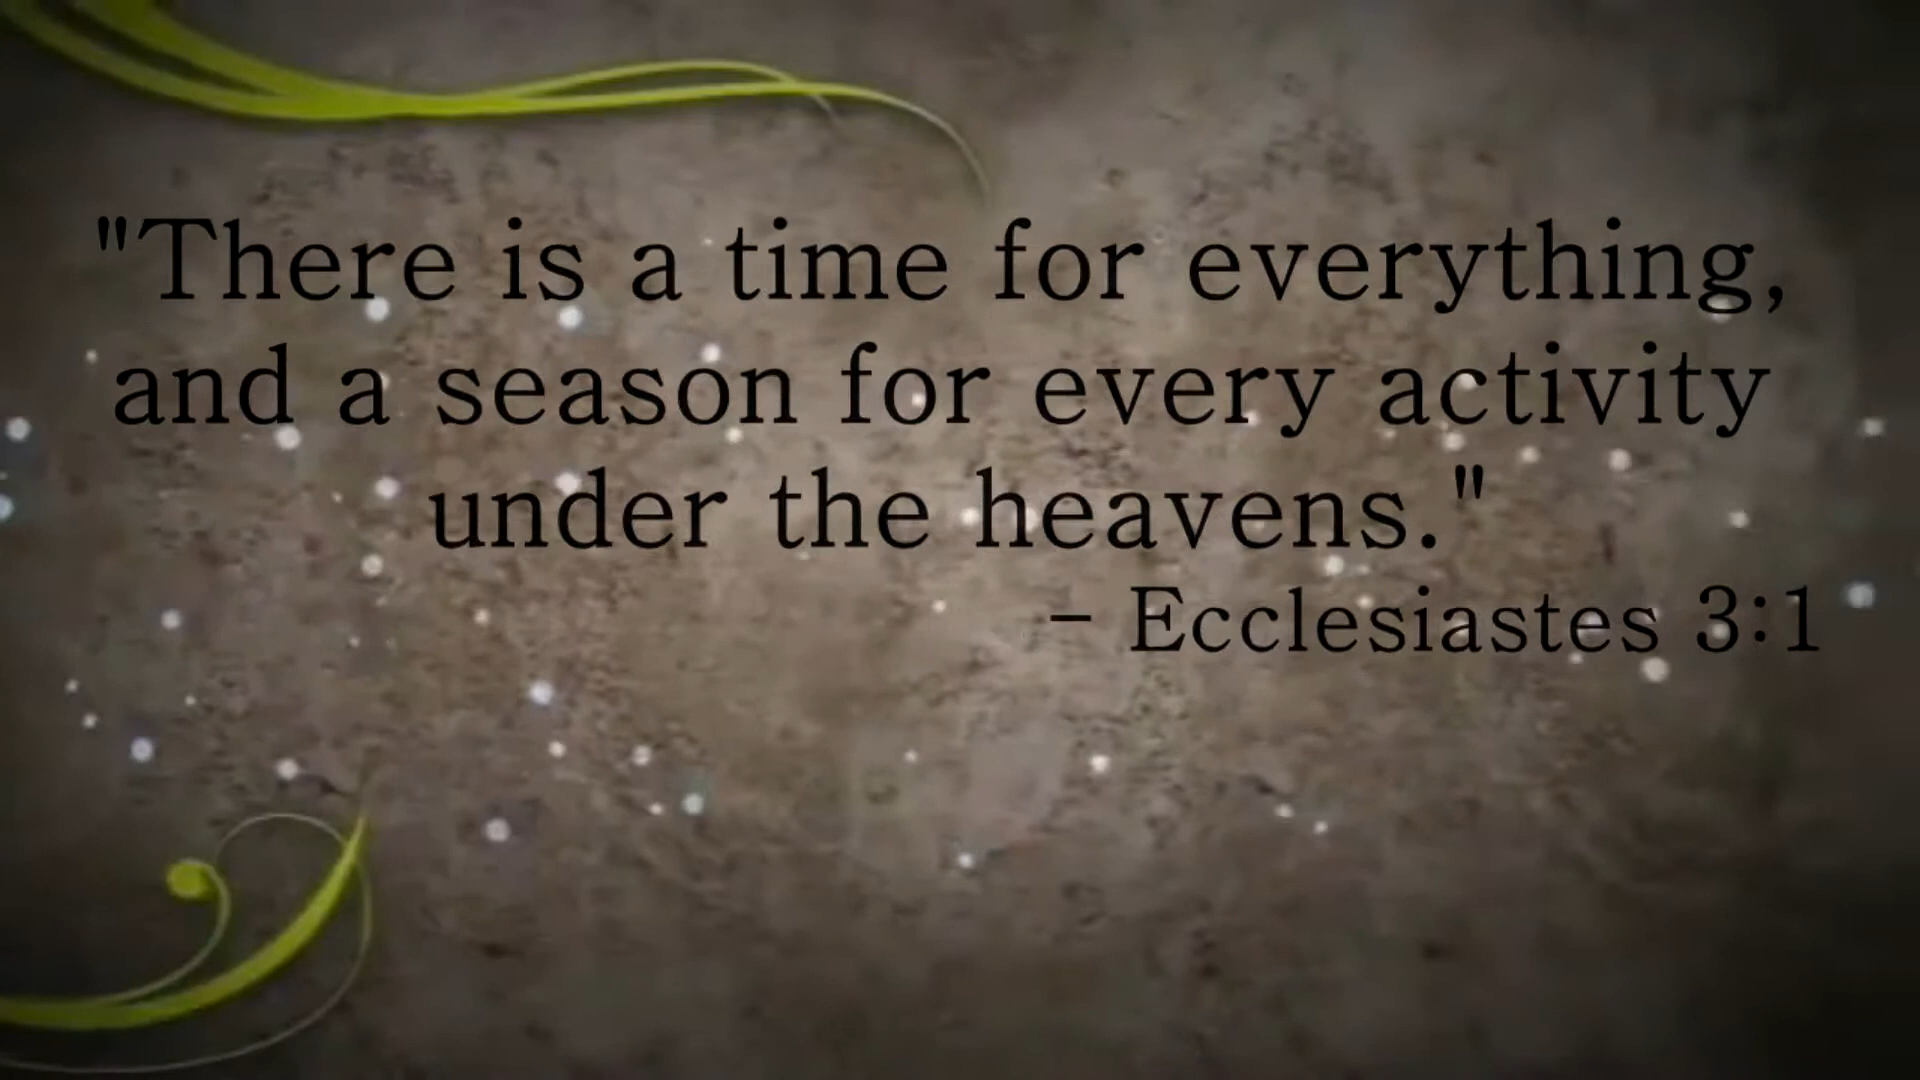 "There is a time for everything,
and a season for every activity
under the heavens."
– Ecclesiastes 3:1